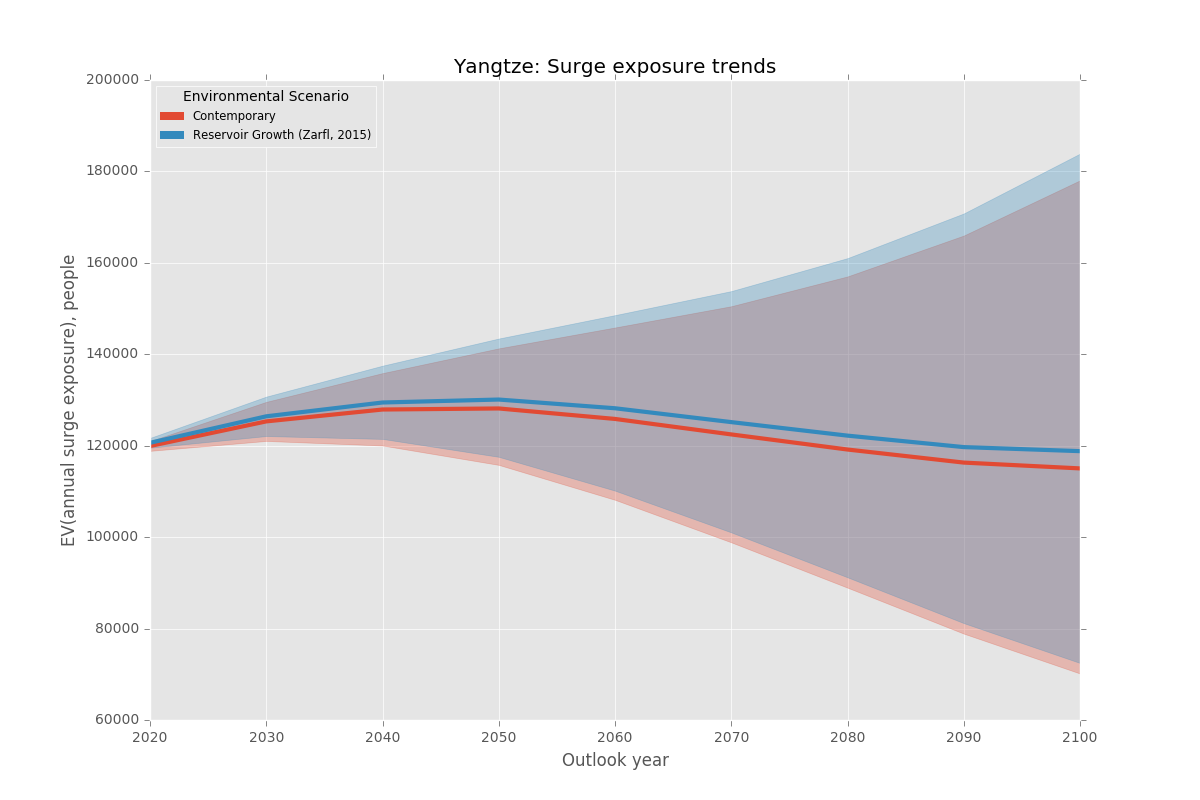 Yangtze: Surge exposure trends
Environmental Scenario
Contemporary
Reservoir Growth (Zarfl, 2015)
EV(annual surge exposure), people
200000
180000
160000
140000
120000
100000
80000
60000
2020 2030 2040 2050 2060 2070 2080 2090 2100
Outlook year